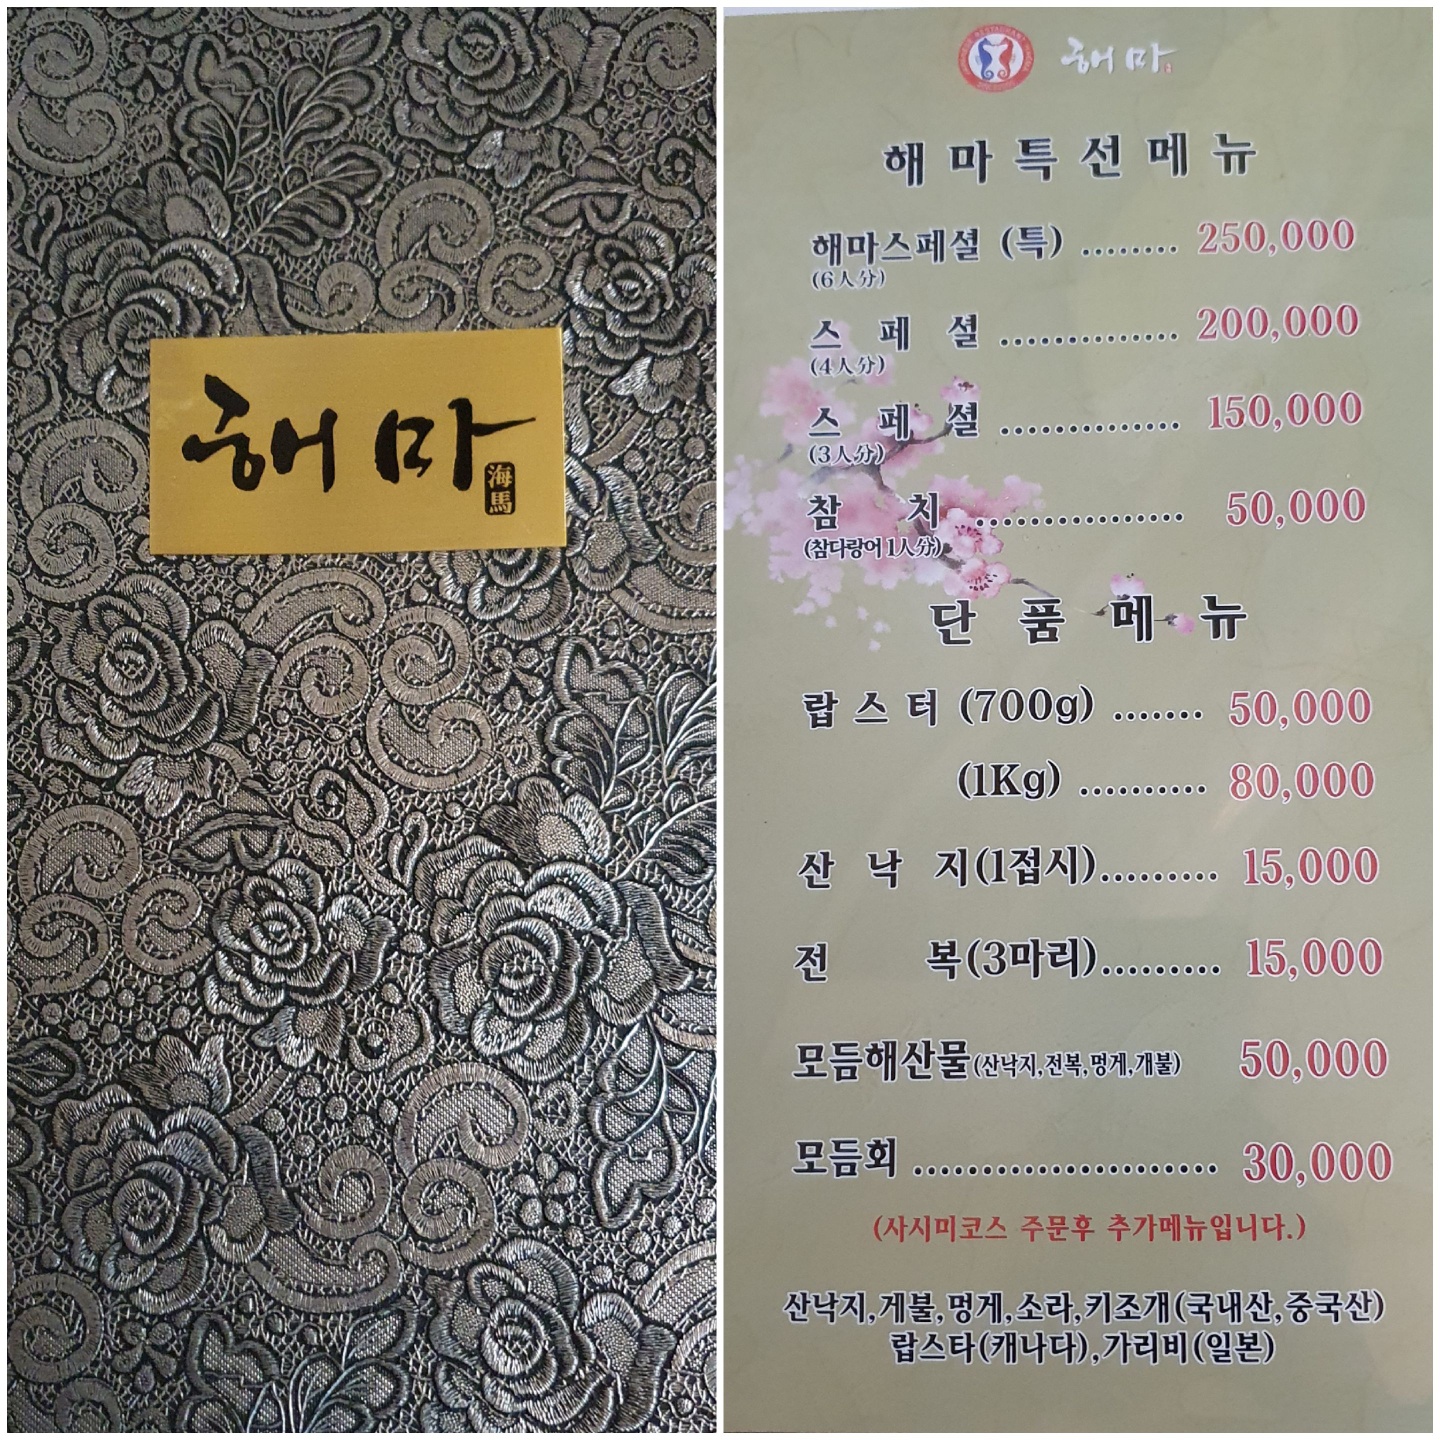 해마
海馬
해마
해마특선메뉴
해마스페셜 (특) ........ 250,000
(6人分)
스 페 셜 .............. 200,000
(4人分)
스 페 셜 .............. 150,000
(3人分)
참 치 ................ 50,000
(참다랑어 1人分)
단 품 메 뉴
랍스터 (700g) ....... 50,000
(1Kg) .......... 80,000
산 낙 지(1접시)......... 15,000
전 복(3마리)......... 15,000
모듬해산물(산낙지,전복,멍게,개불) 50,000
모듬회 ....................... 30,000
(사시미코스 주문후 추가메뉴입니다.)
산낙지,게불,멍게,소라,키조개(국내산,중국산)
랍스타(캐나다),가리비(일본)